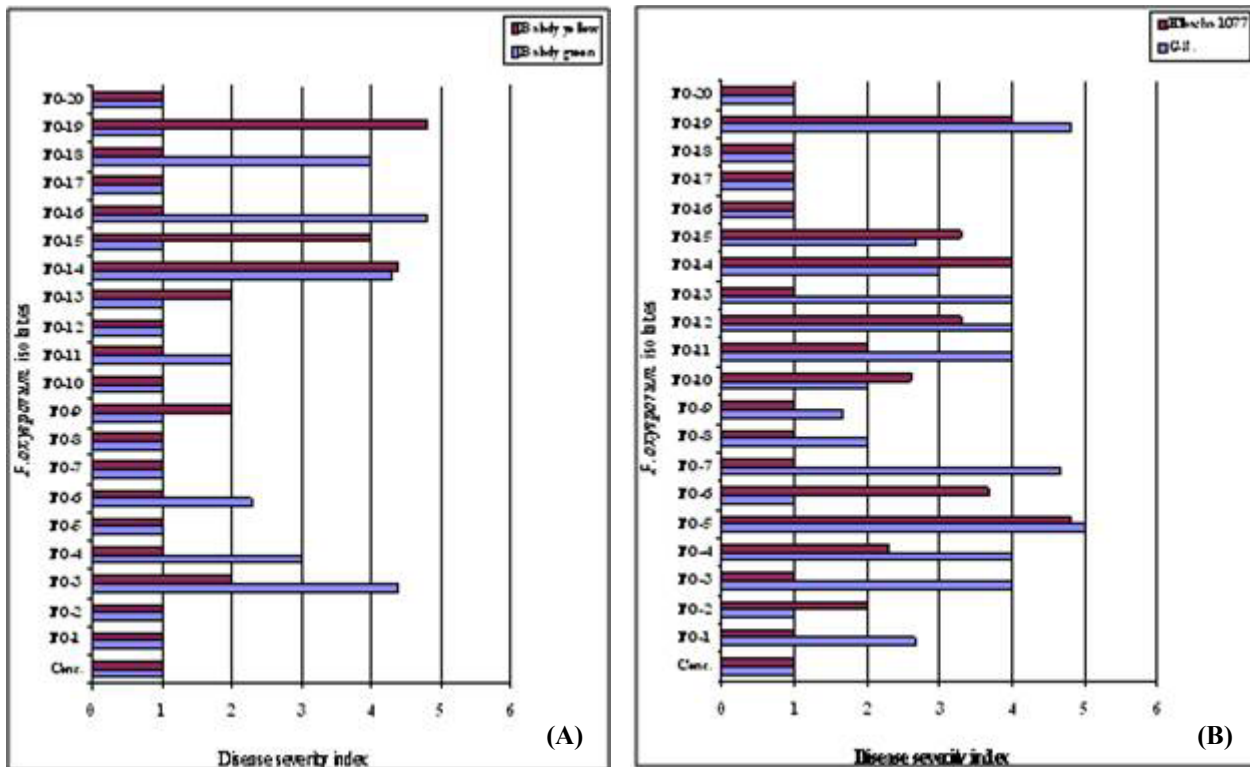 Baldy yellow
Baldy green
FO-20
FO-19
FO-18
FO-17
FO-16
FO-15
FO-14
FO-13
FO-12
FO-11
FO-10
FO-9
FO-8
FO-7
FO-6
FO-5
FO-4
FO-3
FO-2
FO-1
F. oxysporum isolates
0 1 2 3 4 5 6
Disease severity index
(A)
2077
FO-20
FO-19
FO-18
FO-17
FO-16
FO-15
FO-14
FO-13
FO-12
FO-11
FO-10
FO-9
FO-8
FO-7
FO-6
FO-5
FO-4
FO-3
FO-2
FO-1
F. oxysporum isolates
0 1 2 3 4 5 6
Disease severity index
(B)